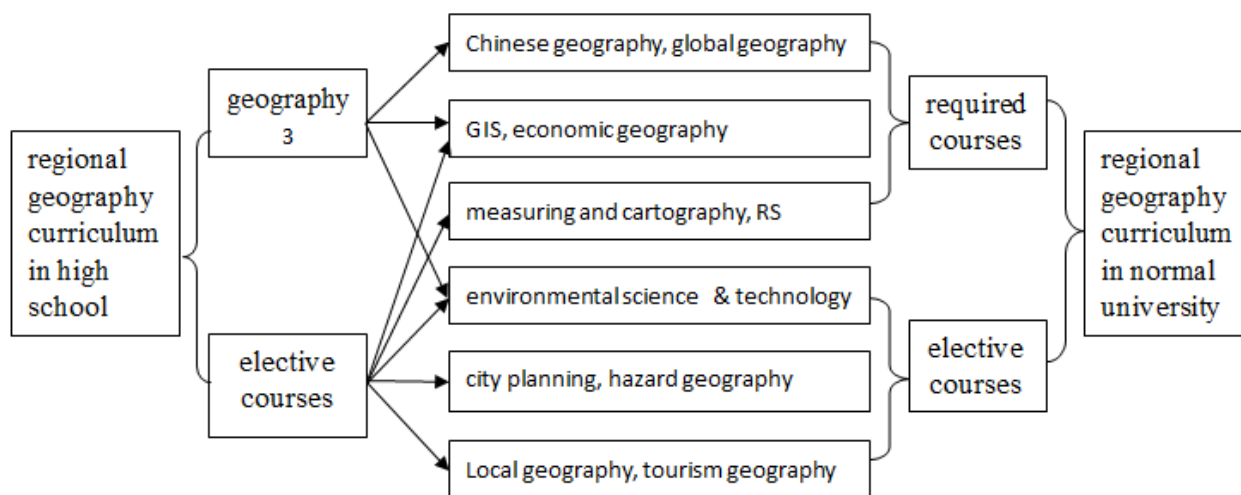 regional
geography
curriculum
in high
school
geography
3
elective
courses
Chinese geography, global geography
GIS, economic geography
measuring and cartography, RS
environmental science & technology
city planning, hazard geography
Local geography, tourism geography
required
courses
elective
courses
regional
geography
curriculum
in normal
university